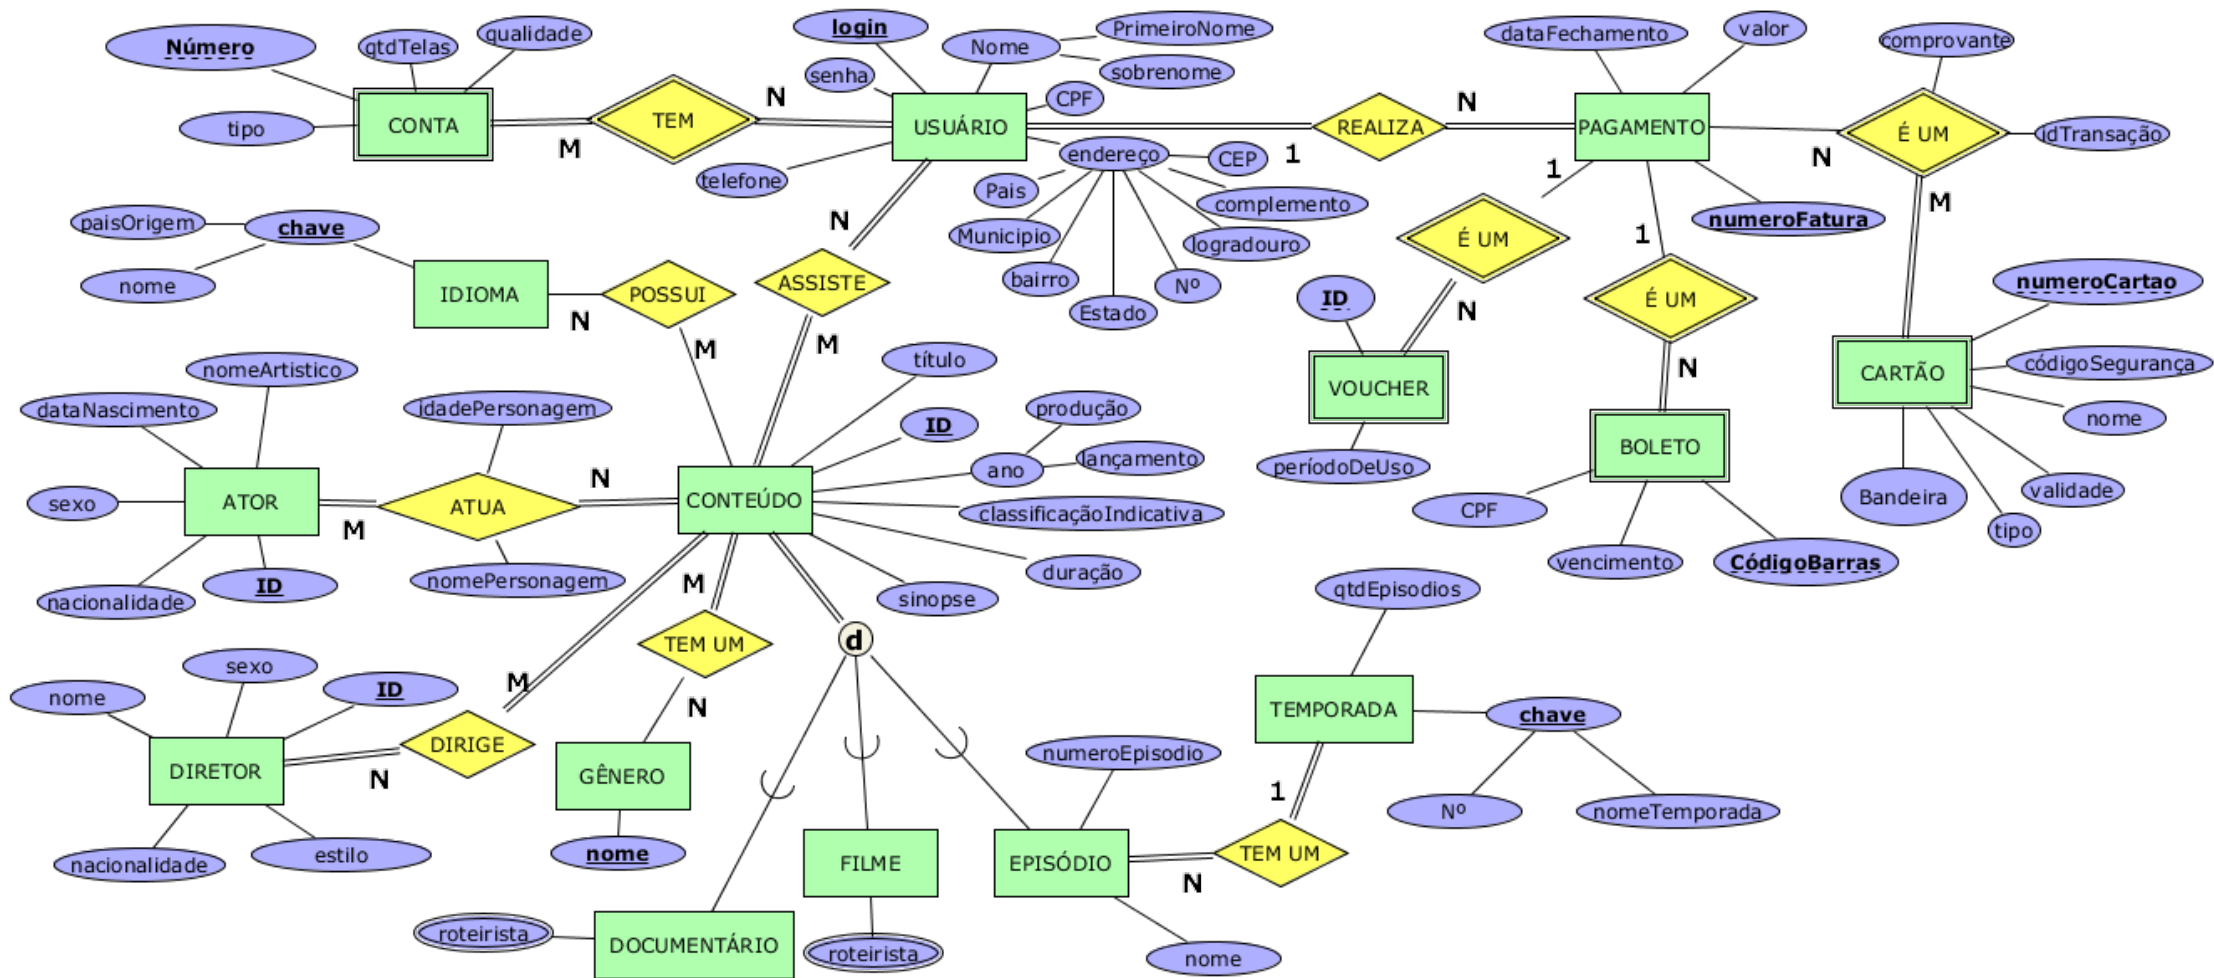 Número
qtdTelas
qualidade
tipo
CONTA
M
TEM
N
login
Nome
PrimeiroNome
sobrenome
senha
CPF
USUÁRIO
telefone
endereço
CEP
Pais
complemento
Municipio
logradouro
bairro
Nº
Estado
1
REALIZA
N
dataFechamento
valor
PAGAMENTO
numeroFatura
comprovante
É UM
idTransação
N
M
1
É UM
N
1
É UM
N
ID
VOUCHER
períodoDeUso
BOLETO
CPF
vencimento
CódigoBarras
numeroCartao
CARTÃO
códigoSegurança
nome
validade
tipo
Bandeira
paisOrigem
chave
nome
IDIOMA
N
POSSUI
M
N
ASSISTE
M
nomeArtistico
dataNascimento
sexo
ATOR
nacionalidade
ID
M
idadePersonagem
ATUA
nomePersonagem
N
CONTEÚDO
título
ID
produção
ano
lançamento
classificaçãoIndicativa
duração
sinopse
M
TEM UM
N
GÊNERO
nome
M
DIRIGE
N
sexo
nome
ID
DIRETOR
nacionalidade
estilo
d
roteirista
DOCUMENTÁRIO
FILME
roteirista
numeroEpisodio
EPISÓDIO
nome
N
TEM UM
1
qtdEpisodios
TEMPORADA
chave
Nº
nomeTemporada